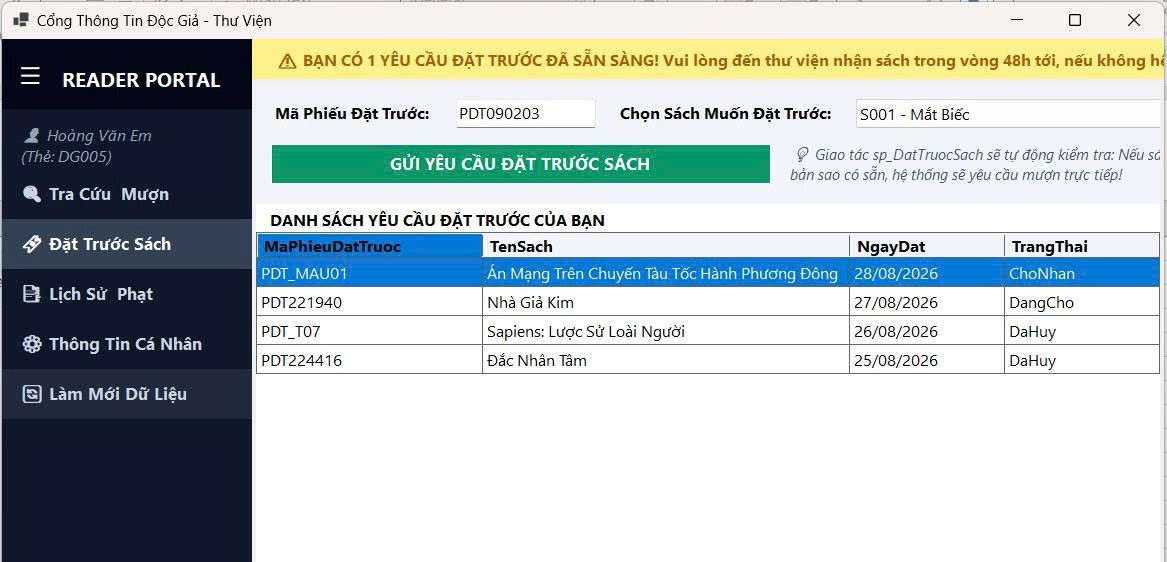 Cổng Thông Tin Độc Giả - Thư Viện
READER PORTAL
Hoàng Văn Em
(Thẻ: DG005)
Tra Cứu  Mượn
Đặt Trước Sách
Lịch Sử  Phạt
Thông Tin Cá Nhân
Làm Mới Dữ Liệu
BẠN CÓ 1 YÊU CẦU ĐẶT TRƯỚC ĐÃ SẴN SÀNG! Vui lòng đến thư viện nhận sách trong vòng 48h tới, nếu không
Mã Phiếu Đặt Trước: PDT090203 Chọn Sách Muốn Đặt Trước: S001 - Mắt Biếc
GỬI YÊU CẦU ĐẶT TRƯỚC SÁCH
Giao tác sp_DatTruocSach sẽ tự động kiểm tra: Nếu
bản sao có sẵn, hệ thống sẽ yêu cầu mượn trực tiếp!
DANH SÁCH YÊU CẦU ĐẶT TRƯỚC CỦA BẠN
MaPhieuDatTruoc TenSach NgayDat TrangThai
PDT_MAU01 Án Mạng Trên Chuyến Tàu Tốc Hành Phương Đông 28/08/2026 ChoNhan
PDT221940 Nhà Giả Kim 27/08/2026 DangCho
PDT_T07 Sapiens: Lược Sử Loài Người 26/08/2026 DaHuy
PDT224416 Đắc Nhân Tâm 25/08/2026 DaHuy